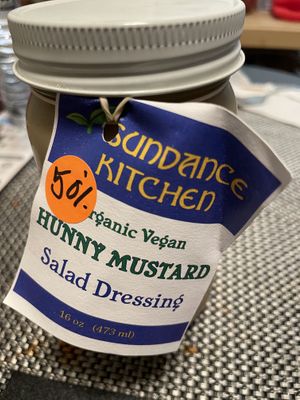 SUNDANCE
KITCHEN
50%
rganic Vegan
HUNNY MUSTARD
Salad Dressing
16 oz (473 ml)